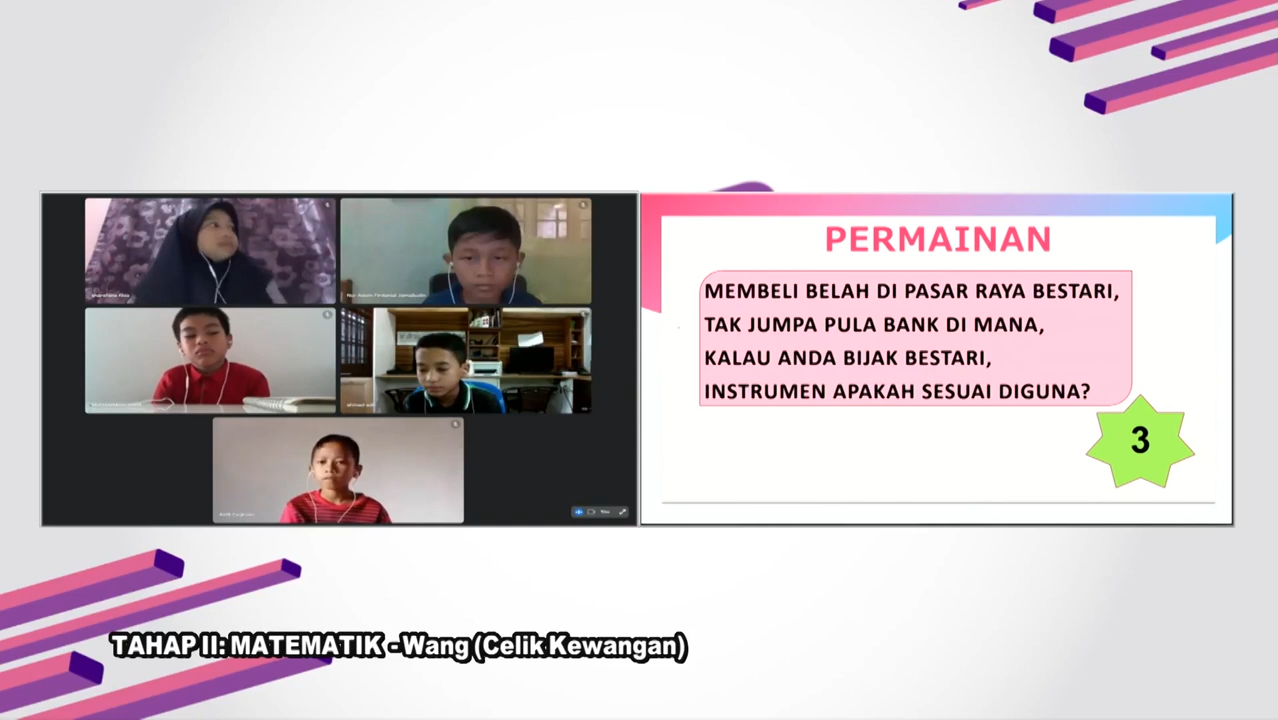 PERMAINAN
MEMBELI BELAH DI PASAR RAYA BESTARI,
TAK JUMPA PULA BANK DI MANA,
KALAU ANDA BIJAK BESTARI,
INSTRUMEN APAKAH SESUAI DIGUNA?
3
You
TAHAP II: MATEMATIK - Wang (Celik Kewangan)